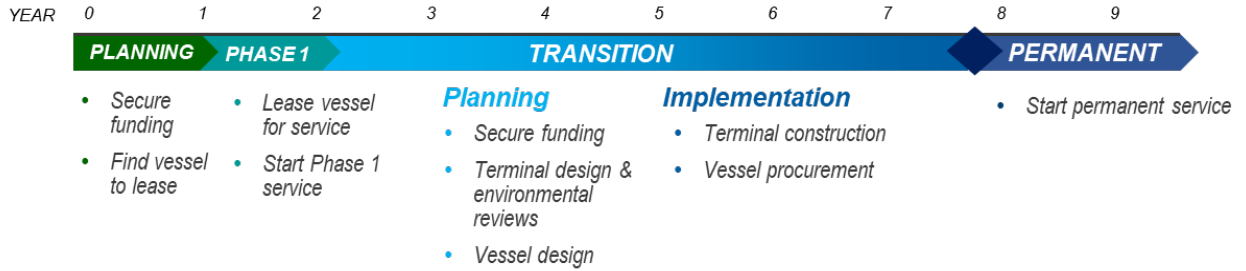 YEAR 0 1 2 3 4 5 6 7 8 9
PLANNING PHASE 1 TRANSITION PERMANENT
• Secure
funding
• Find vessel
to lease
• Lease vessel
for service
• Start Phase 1
service
Planning
• Secure funding
• Terminal design &
environmental
reviews
• Vessel design
Implementation
• Terminal construction
• Vessel procurement
• Start permanent service